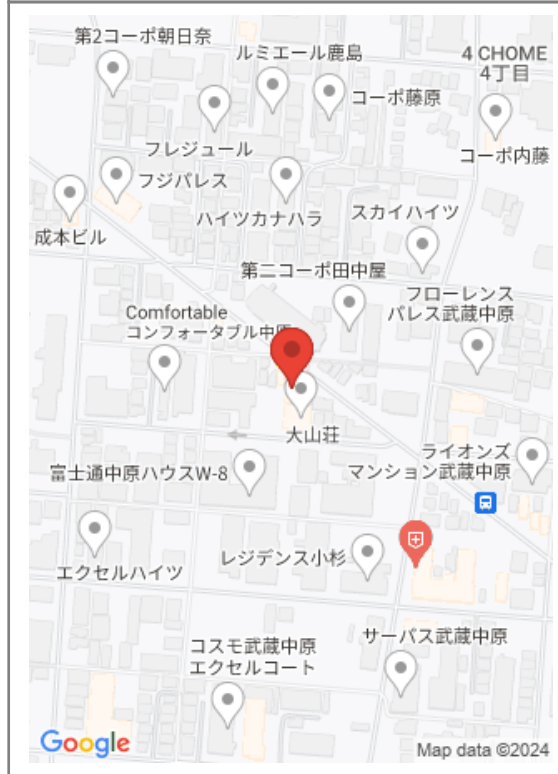 第2コーポ朝日奈
ルミエール鹿島
4 CHOME
4丁目
コーポ藤原
フレジュール
コーポ内藤
フジパレス
ハイツカナハラ
スカイハイツ
成本ビル
第二コーポ田中屋
フローレンス
パレス武蔵中原
Comfortable
コンフォータブル中原
大山荘
ライオンズ
マンション武蔵中原
富士通中原ハウスW-8
レジデンス小杉
エクセルハイツ
サーパス武蔵中原
コスモ武蔵中原
エクセルコート
Google
Map data ©2024